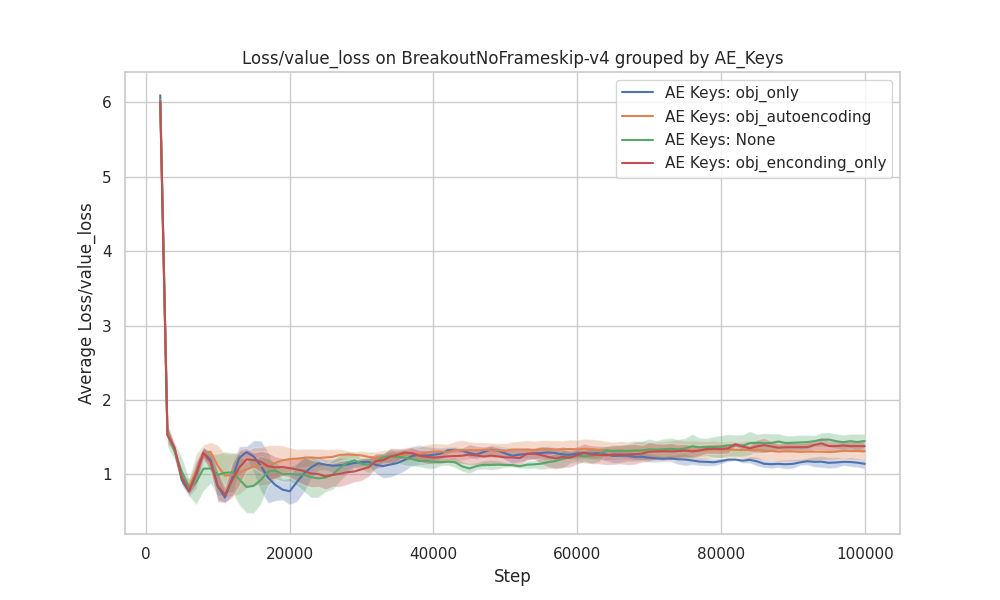 Loss/value_loss on BreakoutNoFrameskip-v4 grouped by AE_Keys
AE Keys: obj_only
AE Keys: obj_autoencoding
AE Keys: None
AE Keys: obj_enconding_only
Average Loss/value_loss
6
5
4
3
2
1
0
20000
40000
60000
80000
100000
Step